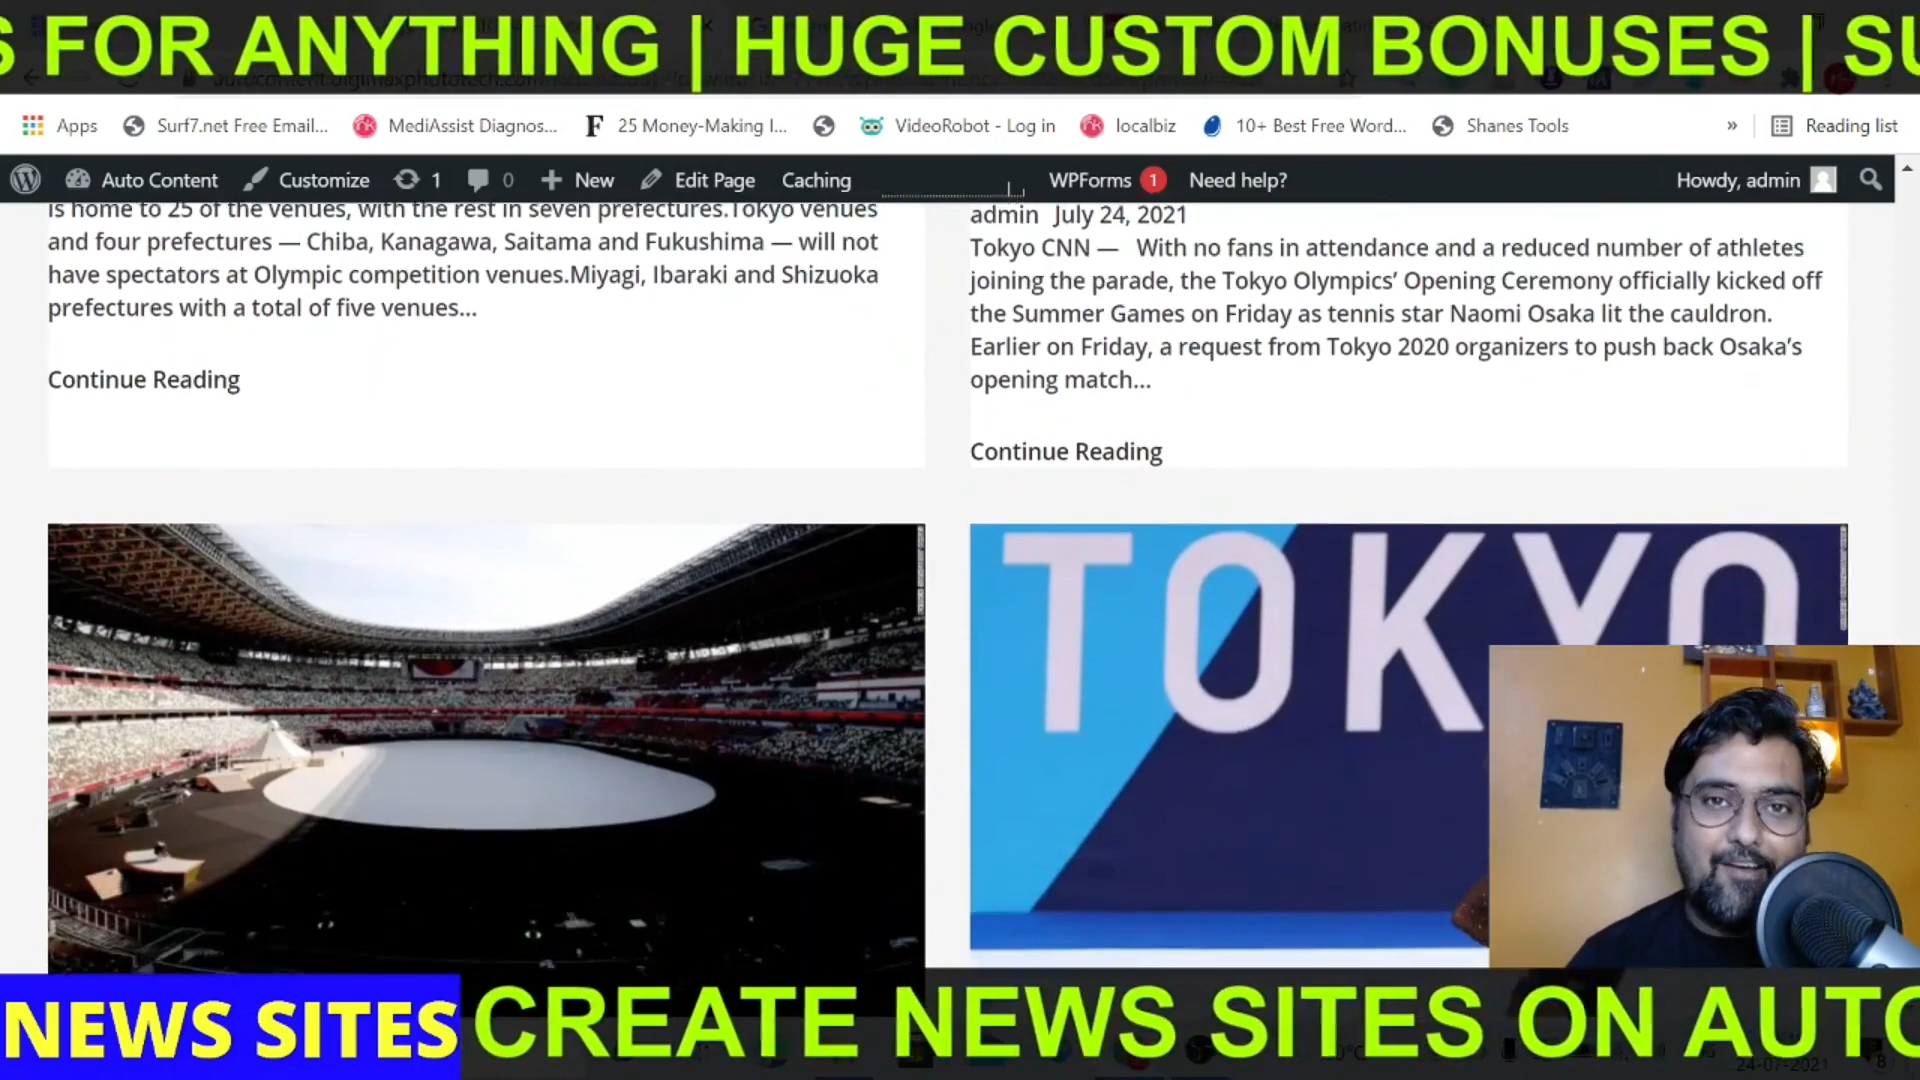 S FOR ANYTHING | HUGE CUSTOM BONUSES | SU
Apps
Surf7.net Free Email...
MediAssist Diagnos...
25 Money-Making I...
VideoRobot - Log in
localbiz
10+ Best Free Word...
Shanes Tools
»
Reading list
Auto Content
Customize
1
0
New
Edit Page
Caching
WPForms 1
Need help?
Howdy, admin
is home to 25 of the venues, with the rest in seven prefectures.Tokyo venues
and four prefectures — Chiba, Kanagawa, Saitama and Fukushima — will not
have spectators at Olympic competition venues.Miyagi, Ibaraki and Shizuoka
prefectures with a total of five venues...
Continue Reading
admin July 24, 2021
Tokyo CNN — With no fans in attendance and a reduced number of athletes
joining the parade, the Tokyo Olympics’ Opening Ceremony officially kicked off
the Summer Games on Friday as tennis star Naomi Osaka lit the cauldron.
Earlier on Friday, a request from Tokyo 2020 organizers to push back Osaka’s
opening match...
Continue Reading
TOKYO
NEWS SITES
CREATE NEWS SITES ON AUTO
24-07-2021